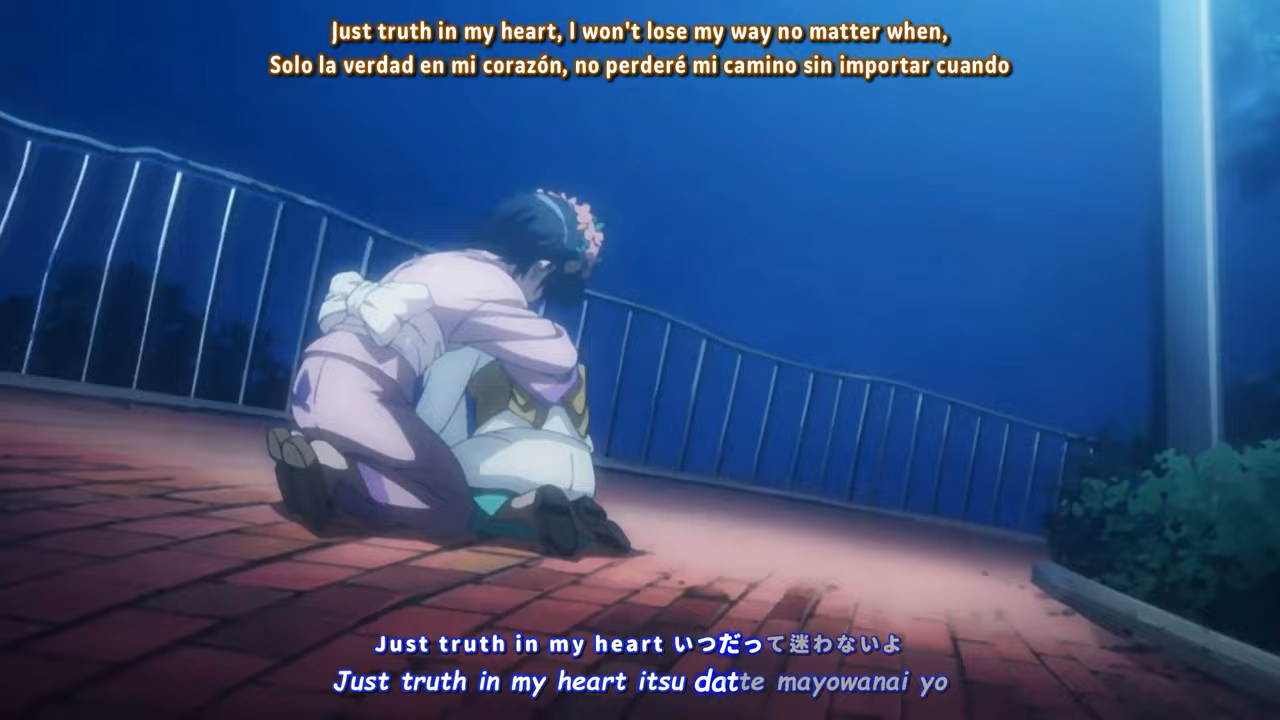 Just truth in my heart, I won't lose my way no matter when,
Solo la verdad en mi corazón, no perderé mi camino sin importar cuando
Just truth in my heart いつだって迷わないよ
Just truth in my heart itsu datte mayowanai yo